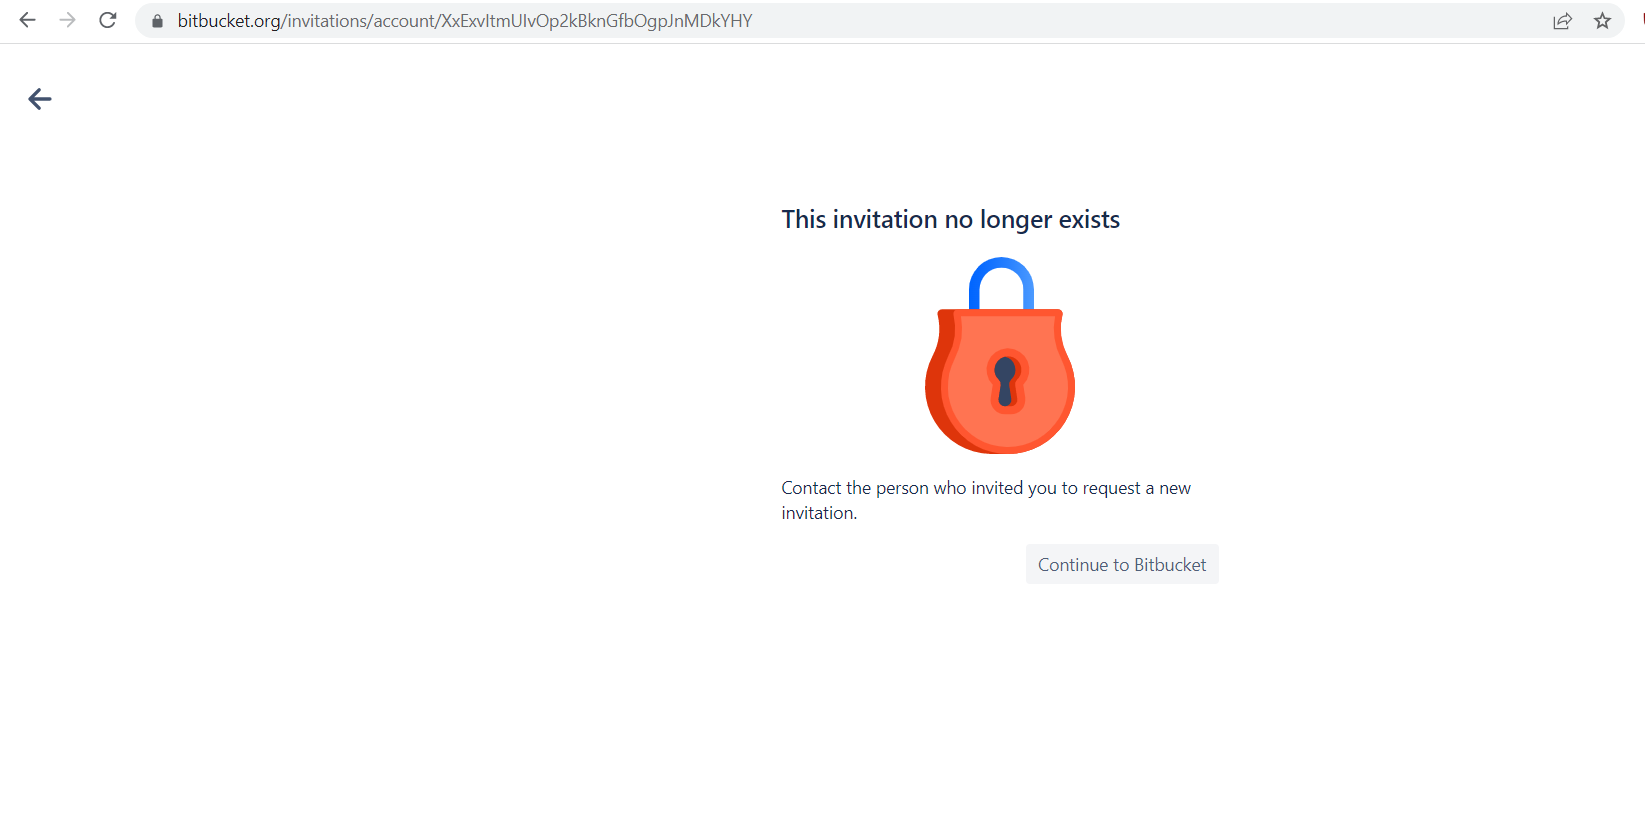 bitbucket.org/invitations/account/XxExvItmUIvOp2kBknGfbOgpJnMDkYHY
This invitation no longer exists
Contact the person who invited you to request a new
invitation.
Continue to Bitbucket